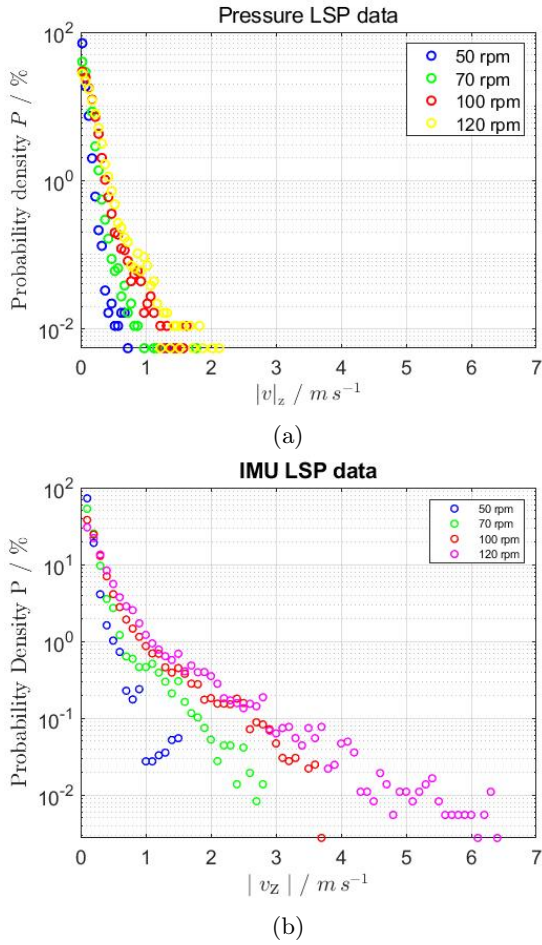 Pressure LSP data
10^2
10^0
10^-2
Probability density P / %
50 rpm
70 rpm
100 rpm
120 rpm
0 1 2 3 4 5 6 7
|v|_z / m s^-1
(a)
IMU LSP data
10^2
10^1
10^0
10^-1
10^-2
Probability Density P / %
50 rpm
70 rpm
100 rpm
120 rpm
0 1 2 3 4 5 6 7
| v_Z | / m s^-1
(b)